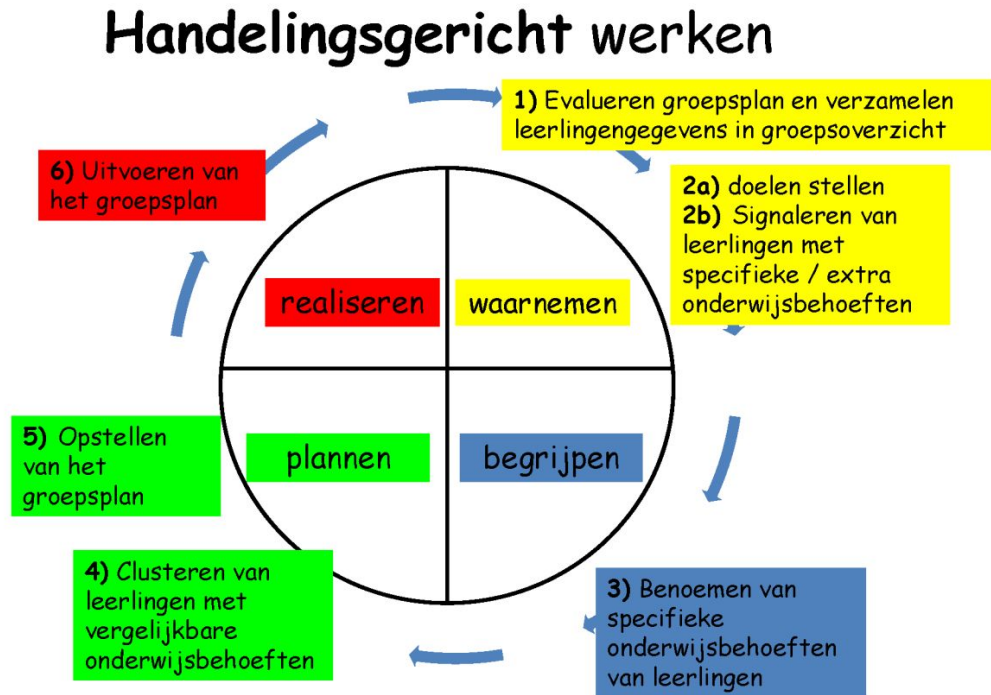 Handelingsgericht werken
1) Evalueren groepsplan en verzamelen
leerlingengegevens in groepsoverzicht
2a) doelen stellen
2b) Signaleren van
leerlingen met
specifieke / extra
onderwijsbehoeften
6) Uitvoeren van
het groepsplan
realiseren
waarnemen
plannen
begrijpen
5) Opstellen
van het
groepsplan
4) Clusteren van
leerlingen met
vergelijkbare
onderwijsbehoeften
3) Benoemen van
specifieke
onderwijsbehoeften
van leerlingen